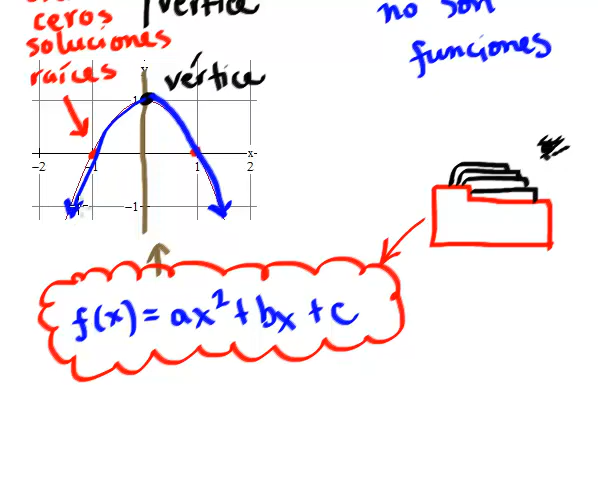 ceros
soluciones
raíces
vértice
no son
funciones
y
vértice
1
-2
-1
1
2
x
-1
f(x) = ax² + bx + c